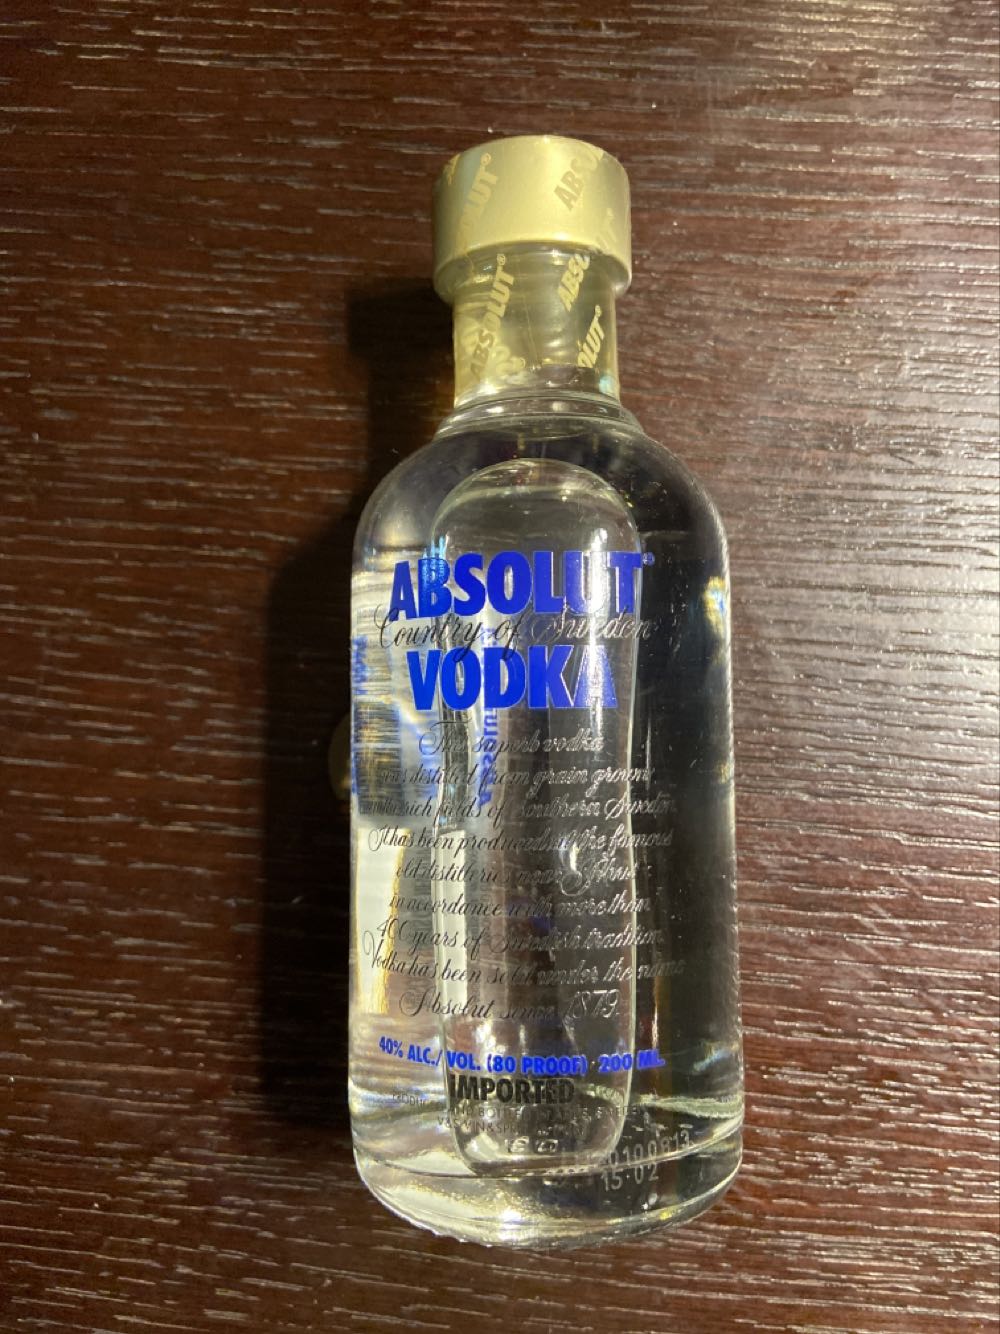 ABSOLUT®
ABSOLUT®
ABSOLUT®
Country of Sweden
VODKA
This superb vodka
was distilled from grain grown
in the rich fields of Southern Sweden
It has been produced at the famous
old distilleries near Åhus
in accordance with more than
400 years of Swedish tradition
Vodka has been sold under the name
Absolut since 1879.
40% ALC./VOL. (80 PROOF) 200 ML
IMPORTED
15:02